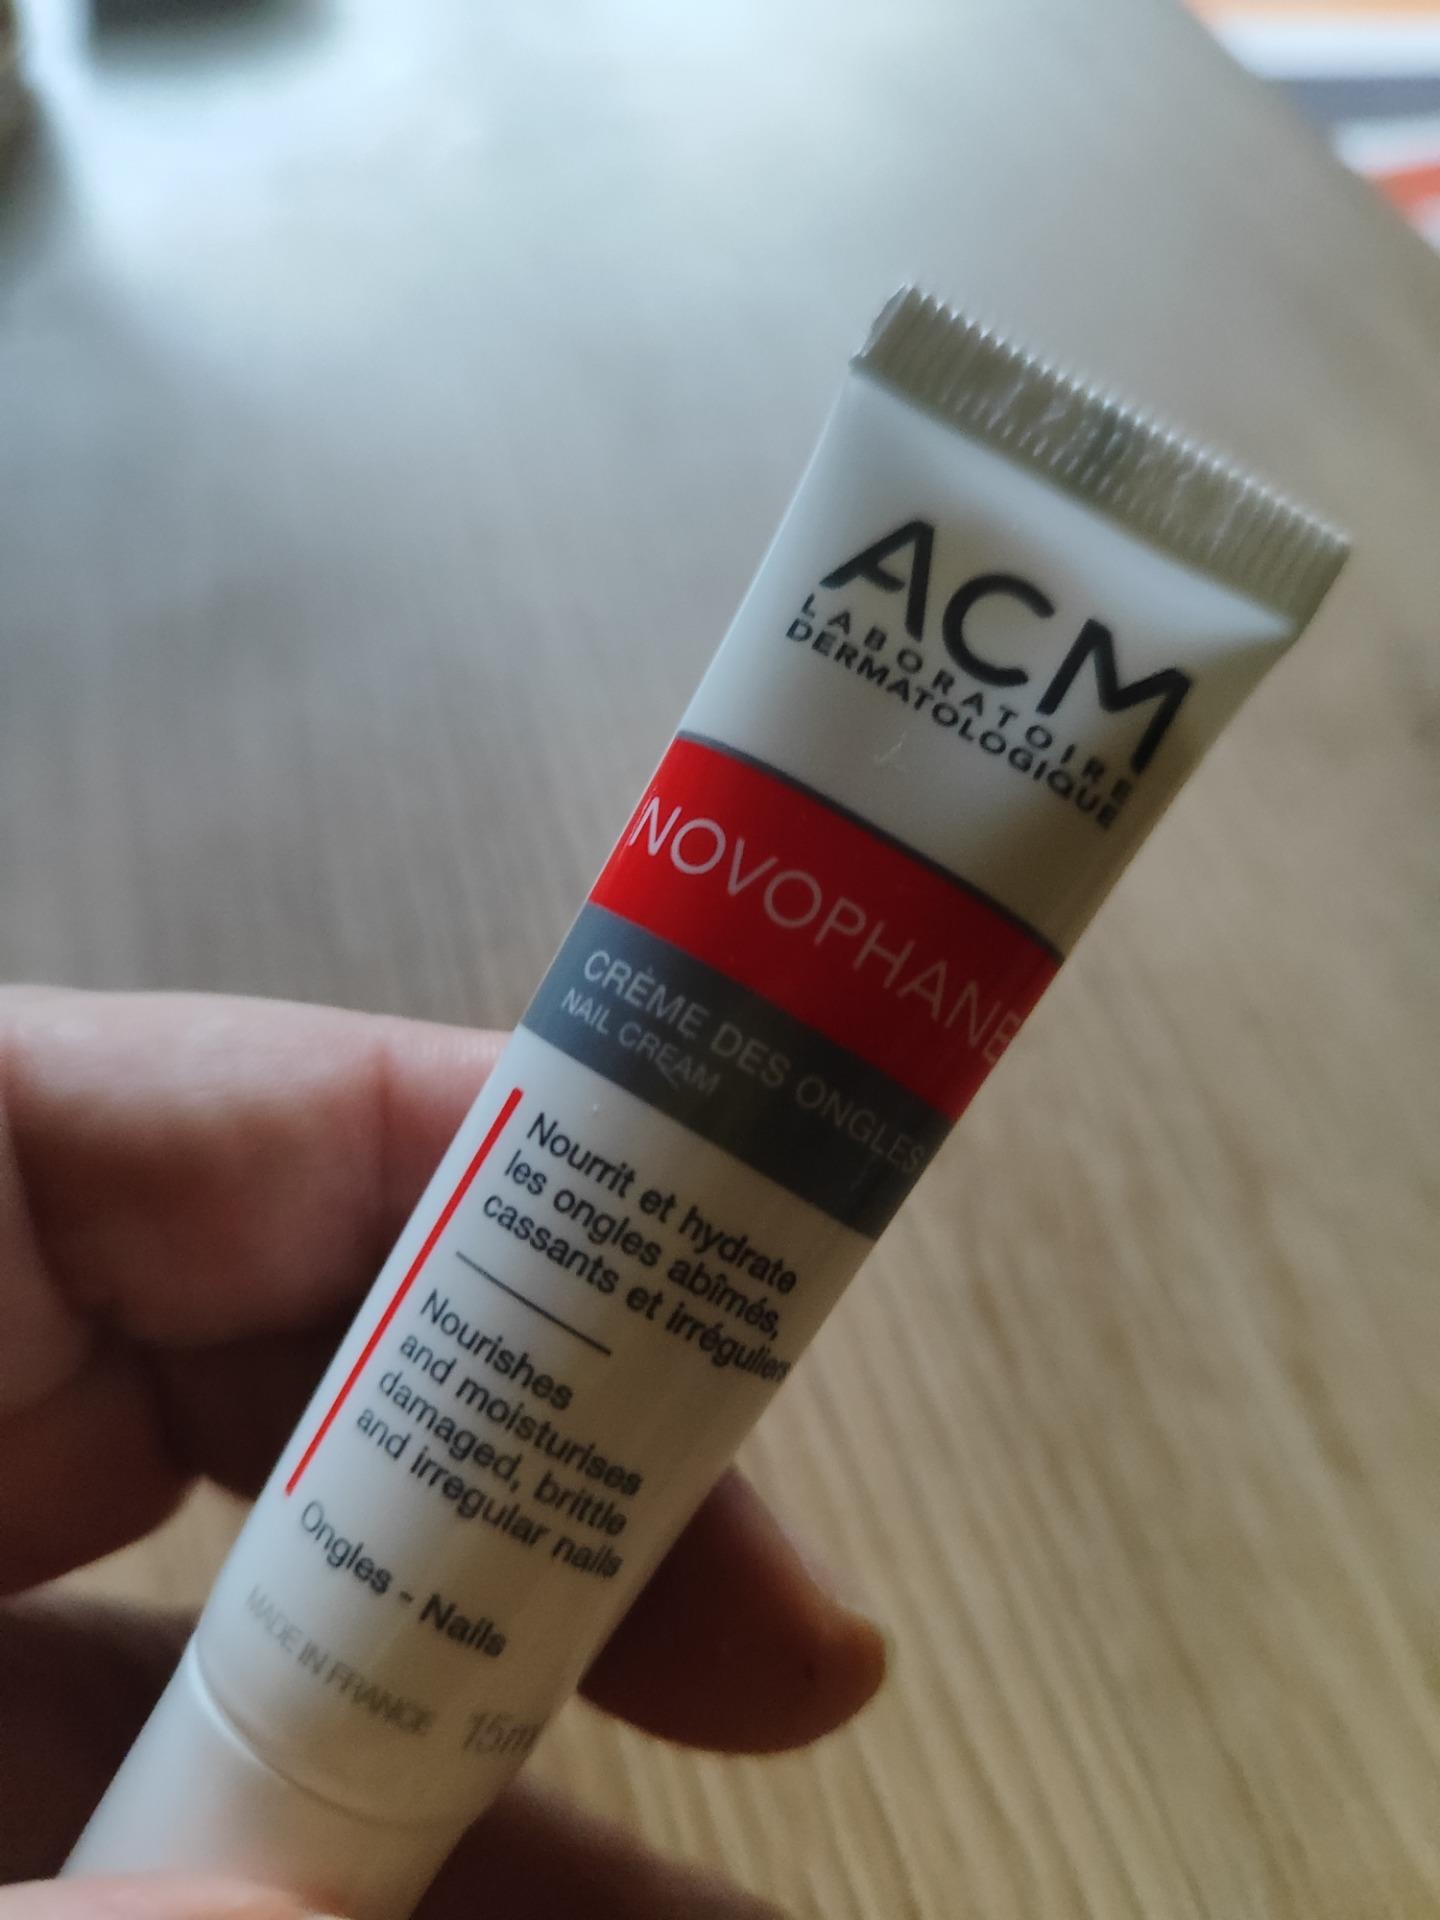 ACM
LABORATOIRE
DERMATOLOGIQUE
NOVOPHANE
CRÈME DES ONGLES
NAIL CREAM
Nourrit et hydrate
les ongles abîmés,
cassants et irréguliers
Nourishes
and moisturises
damaged, brittle
and irregular nails
Ongles - Nails
MADE IN FRANCE
15ml